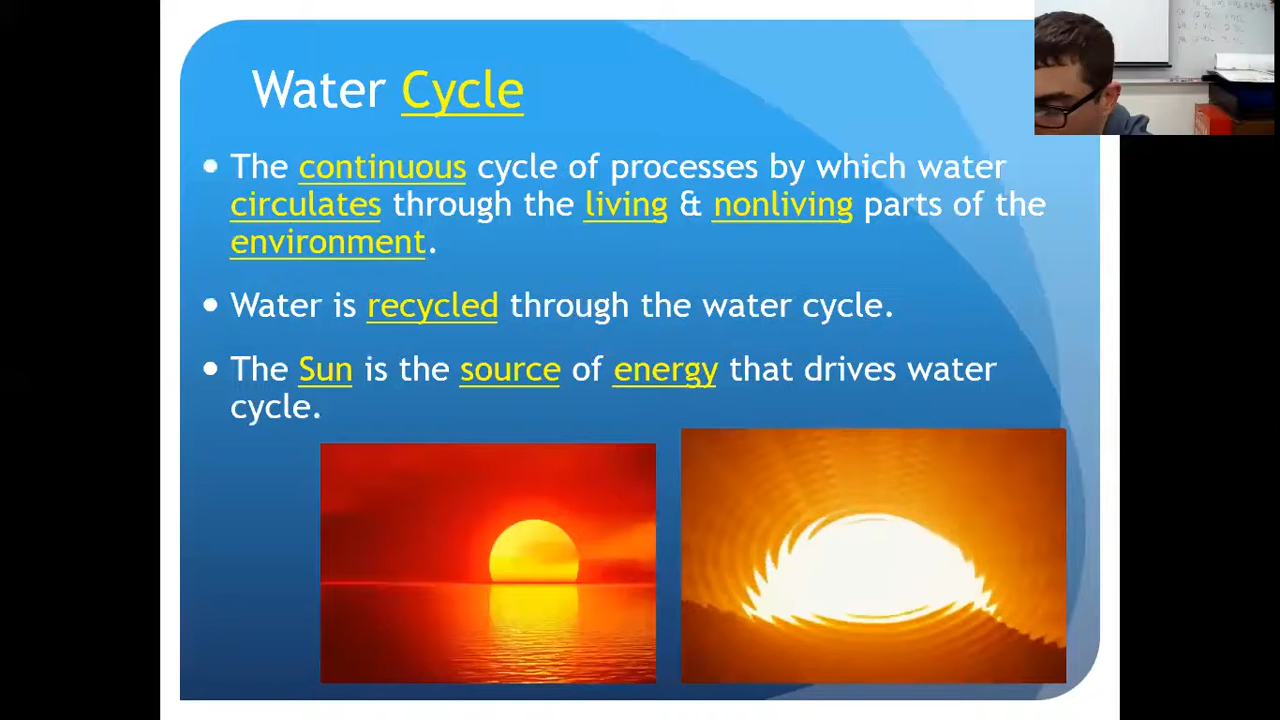 Water Cycle
• The continuous cycle of processes by which water
circulates through the living & nonliving parts of the
environment.
• Water is recycled through the water cycle.
• The Sun is the source of energy that drives water
cycle.